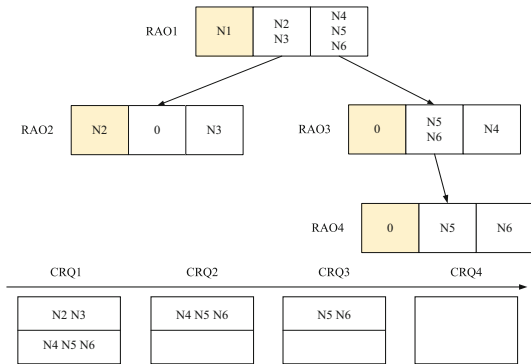 RAO1 N1 N2 N3 N4 N5 N6
RAO2 N2 0 N3
RAO3 0 N5 N6 N4
RAO4 0 N5 N6
CRQ1 CRQ2 CRQ3 CRQ4
N2 N3 N4 N5 N6 N5 N6
N4 N5 N6